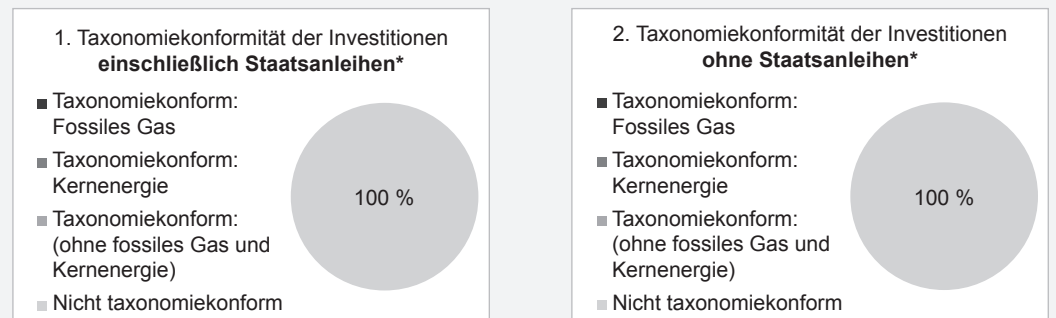 1. Taxonomiekonformität der Investitionen
einschließlich Staatsanleihen*
Taxonomiekonform:
Fossiles Gas
Taxonomiekonform:
Kernenergie
Taxonomiekonform:
(ohne fossiles Gas und
Kernenergie)
Nicht taxonomiekonform
100 %
2. Taxonomiekonformität der Investitionen
ohne Staatsanleihen*
Taxonomiekonform:
Fossiles Gas
Taxonomiekonform:
Kernenergie
Taxonomiekonform:
(ohne fossiles Gas und
Kernenergie)
Nicht taxonomiekonform
100 %